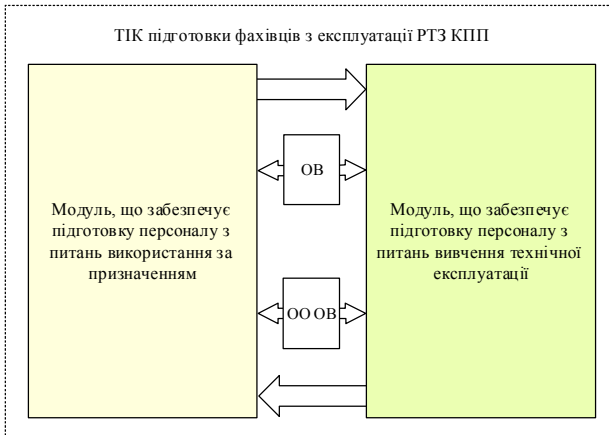 ТІК підготовки фахівців з експлуатації РТЗ КПП
Модуль, що забезпечує
підготовку персоналу з
питань використання за
призначенням
ОВ
ОО ОВ
Модуль, що забезпечує
підготовку персоналу з
питань вивчення технічної
експлуатації